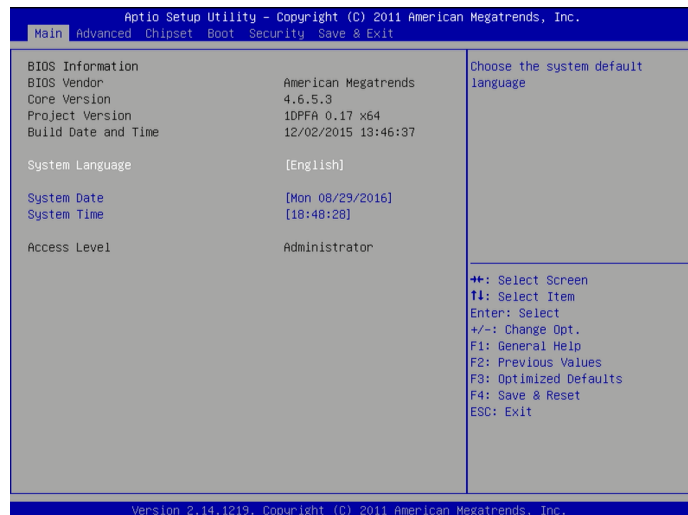 Aptio Setup Utility – Copyright (C) 2011 American Megatrends, Inc.
Main Advanced Chipset Boot Security Save & Exit
BIOS Information
BIOS Vendor American Megatrends
Core Version 4.6.5.3
Project Version 1DPFA 0.17 x64
Build Date and Time 12/02/2015 13:46:37
System Language [English]
System Date [Mon 08/29/2016]
System Time [18:48:28]
Access Level Administrator
Choose the system default
language
→←: Select Screen
↑↓: Select Item
Enter: Select
+/-: Change Opt.
F1: General Help
F2: Previous Values
F3: Optimized Defaults
F4: Save & Reset
ESC: Exit
Version 2.14.1219. Copyright (C) 2011 American Megatrends, Inc.